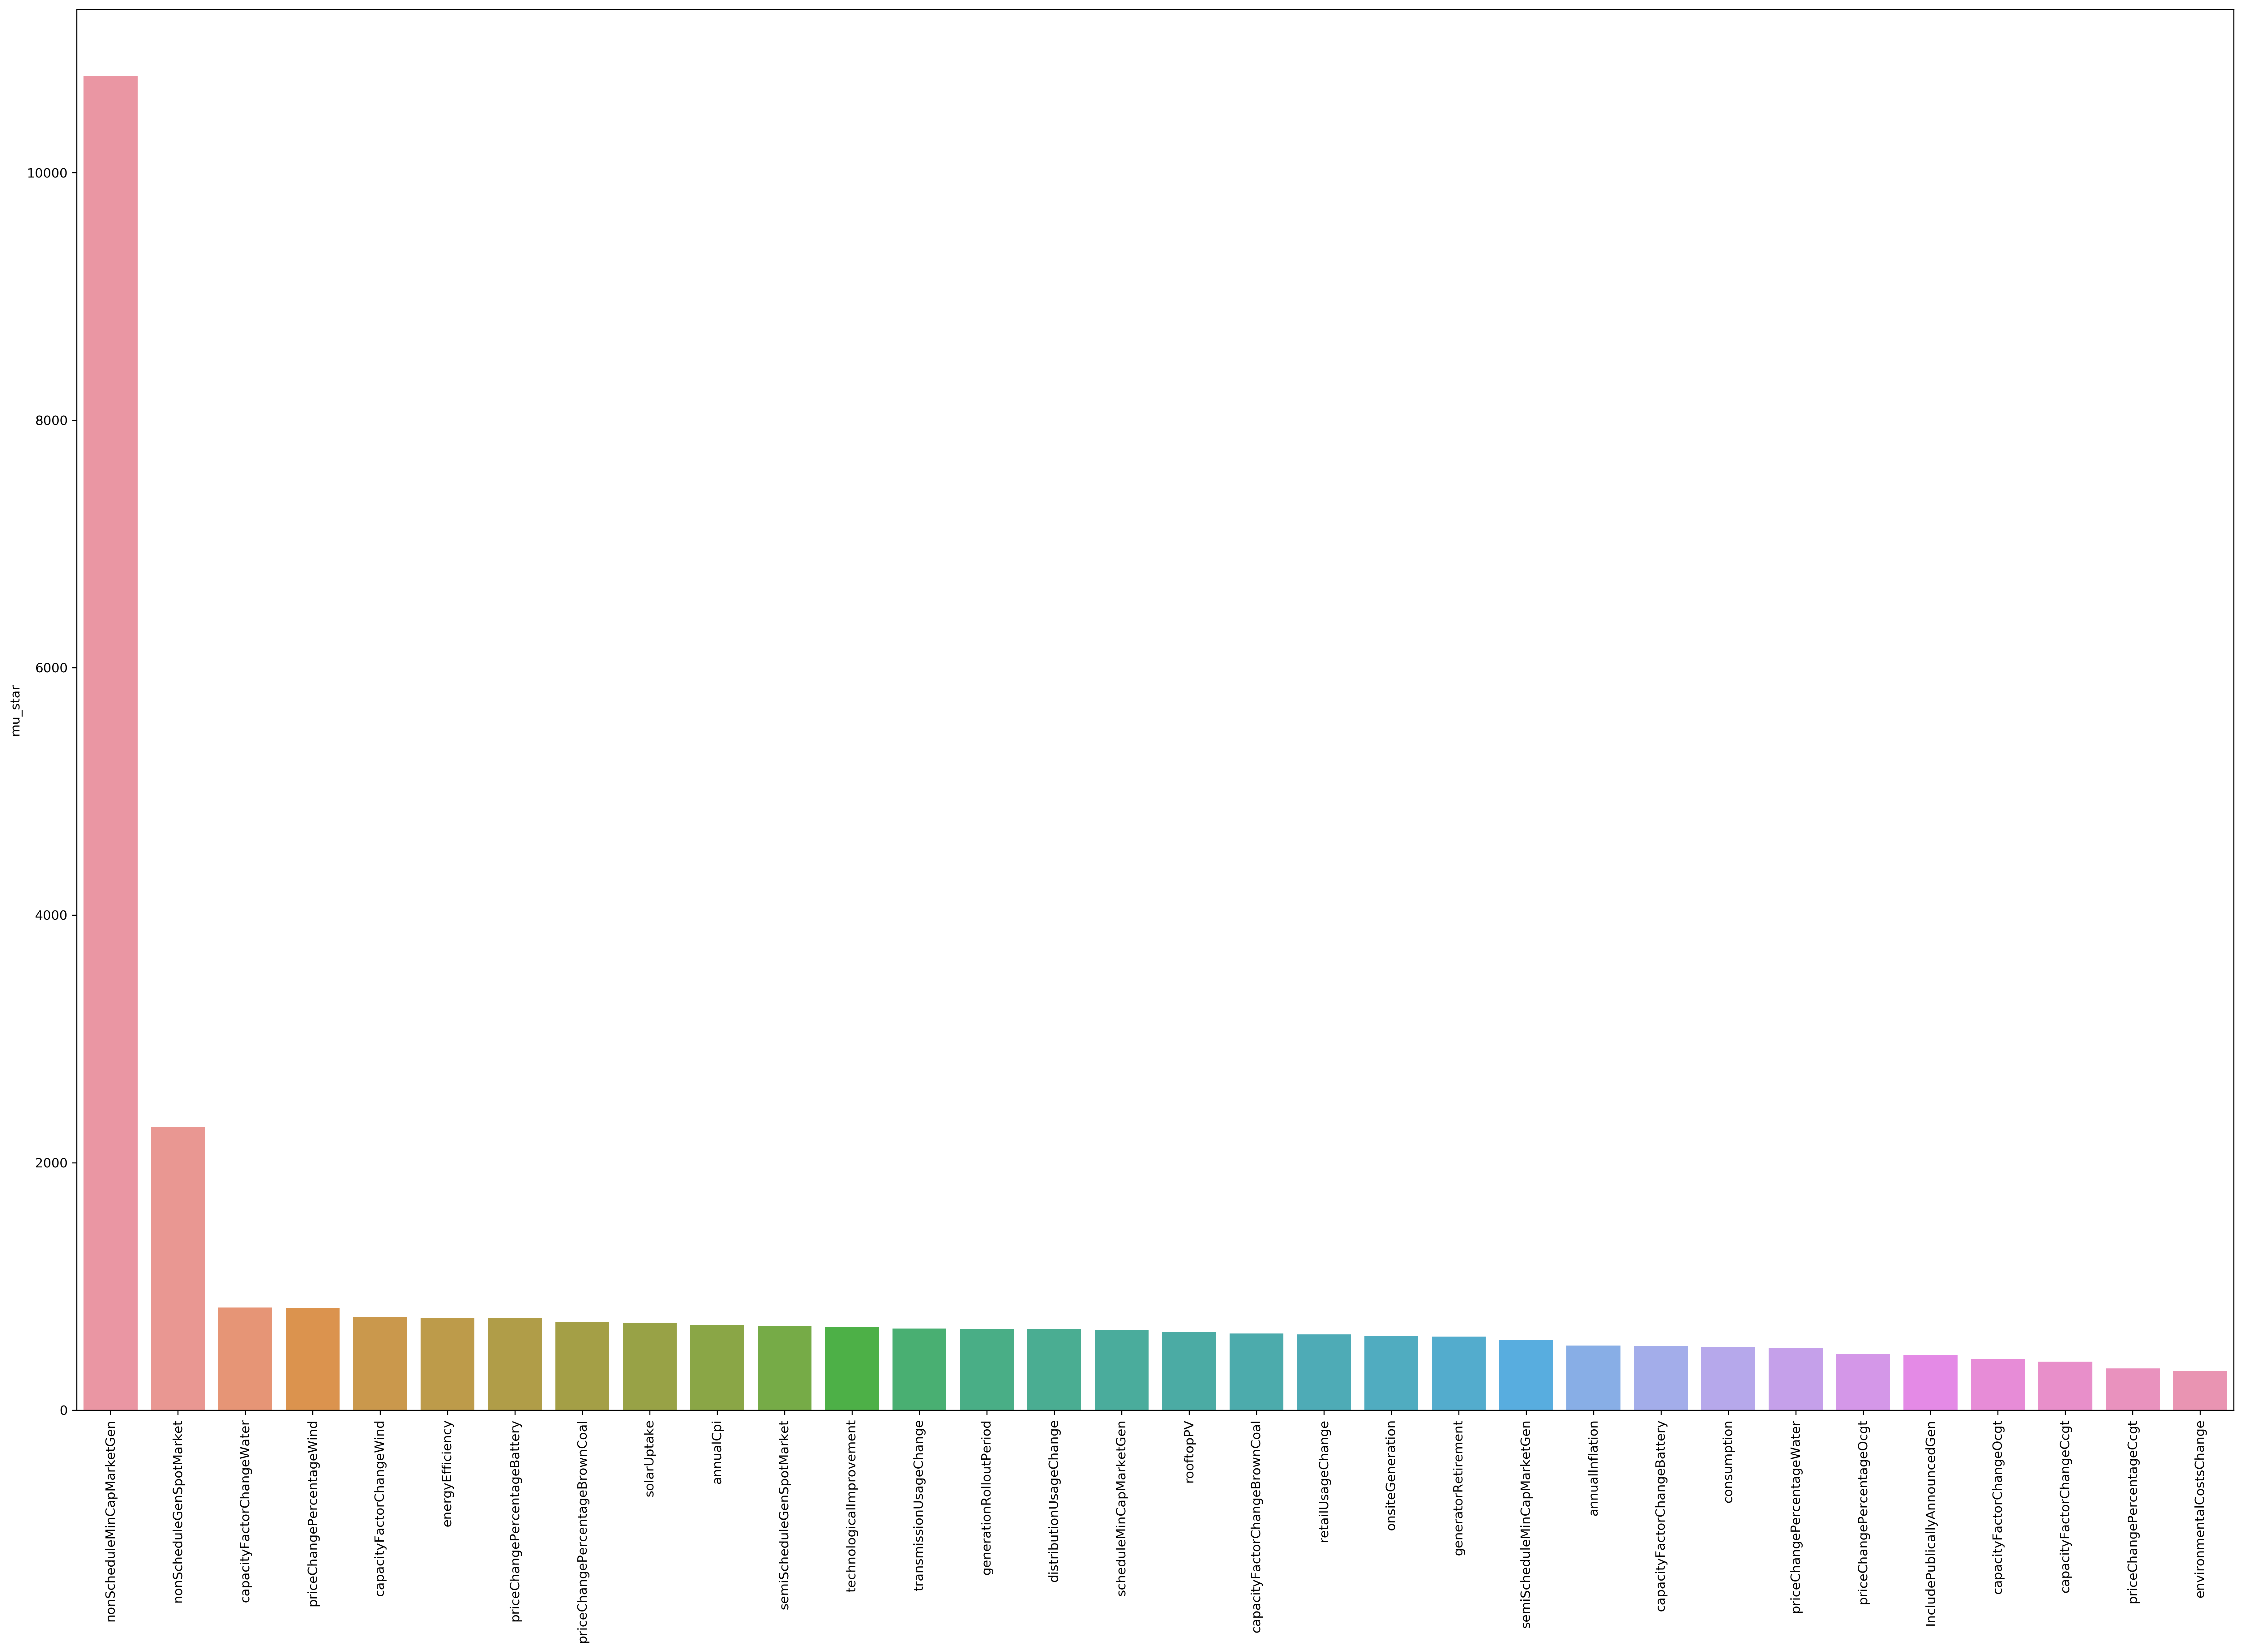 10000
8000
6000
4000
2000
0
mu_star
nonScheduleMinCapMarketGen
nonScheduleGenSpotMarket
capacityFactorChangeWater
priceChangePercentageWind
capacityFactorChangeWind
energyEfficiency
priceChangePercentageBattery
priceChangePercentageBrownCoal
solarUptake
annualCpi
semiScheduleGenSpotMarket
technologicalImprovement
transmissionUsageChange
generationRolloutPeriod
distributionUsageChange
scheduleMinCapMarketGen
rooftopPV
capacityFactorChangeBrownCoal
retailUsageChange
onsiteGeneration
generatorRetirement
semiScheduleMinCapMarketGen
annualInflation
capacityFactorChangeBattery
consumption
priceChangePercentageWater
priceChangePercentageOcgt
IncludePublicallyAnnouncedGen
capacityFactorChangeOcgt
capacityFactorChangeCcgt
priceChangePercentageCcgt
environmentalCostsChange